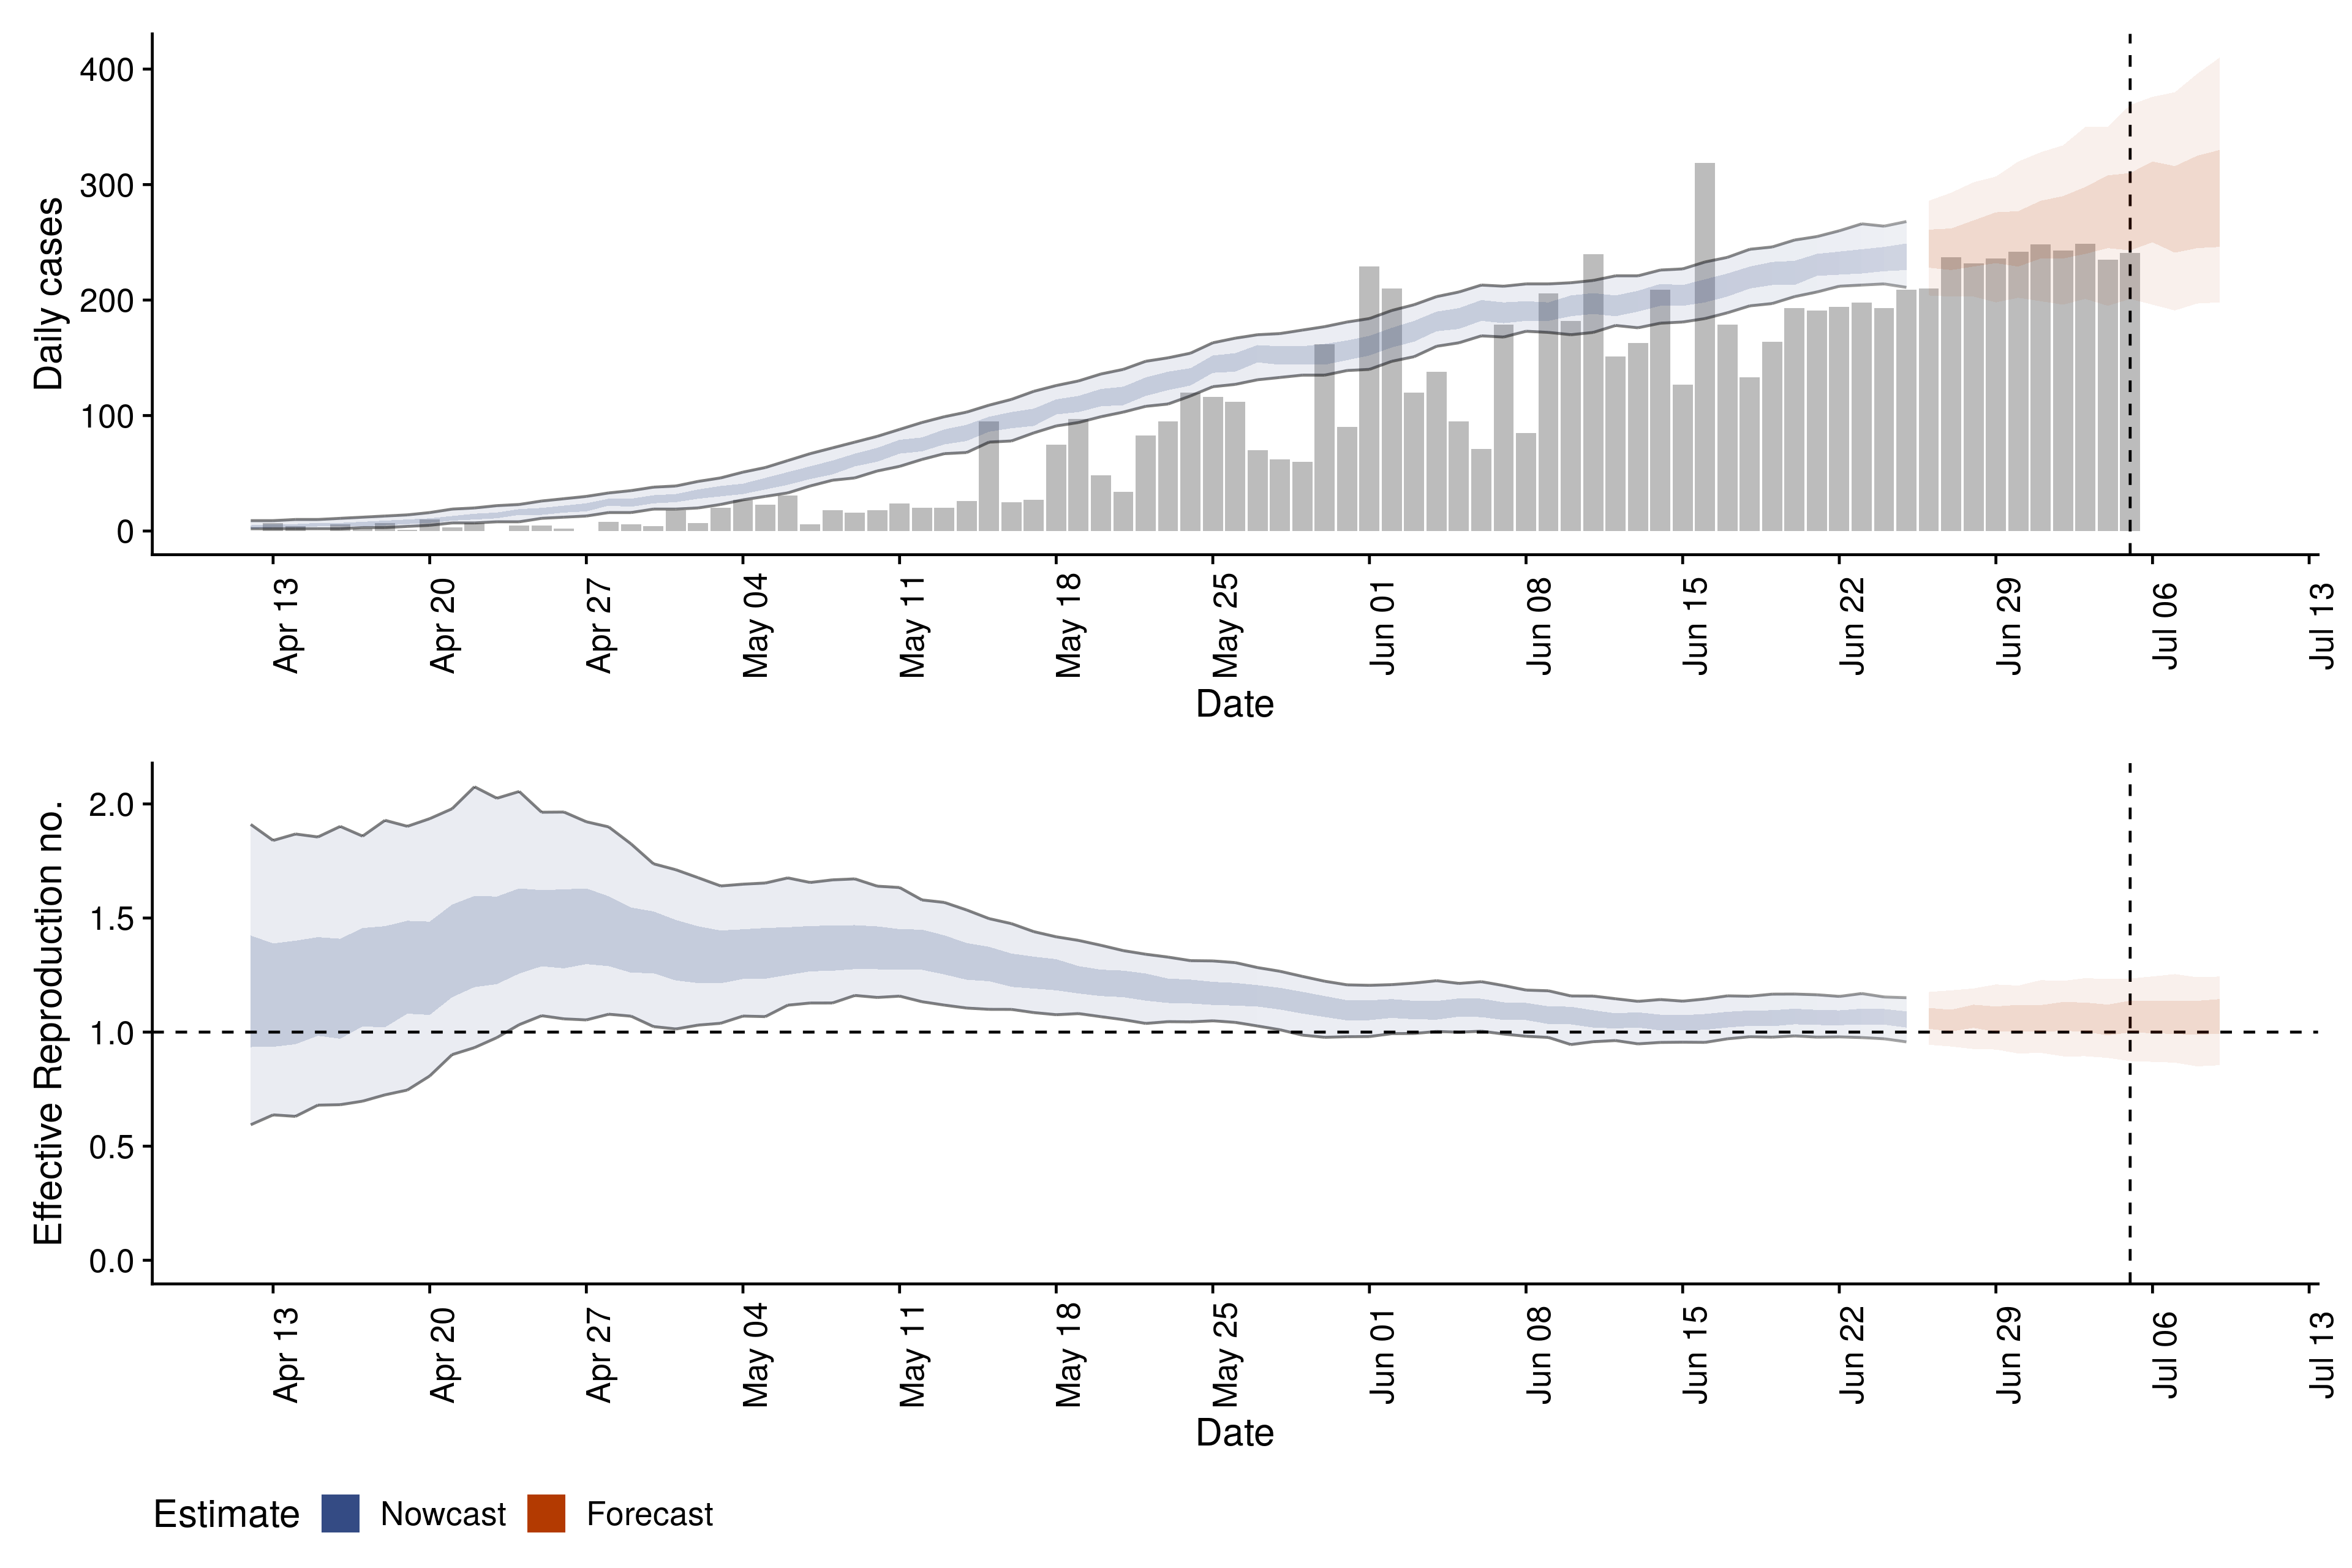 Daily cases
400
300
200
100
0
Apr 13
Apr 20
Apr 27
May 04
May 11
May 18
May 25
Jun 01
Jun 08
Jun 15
Jun 22
Jun 29
Jul 06
Jul 13
Date
Effective Reproduction no.
2.0
1.5
1.0
0.5
0.0
Apr 13
Apr 20
Apr 27
May 04
May 11
May 18
May 25
Jun 01
Jun 08
Jun 15
Jun 22
Jun 29
Jul 06
Jul 13
Date
Estimate Nowcast Forecast